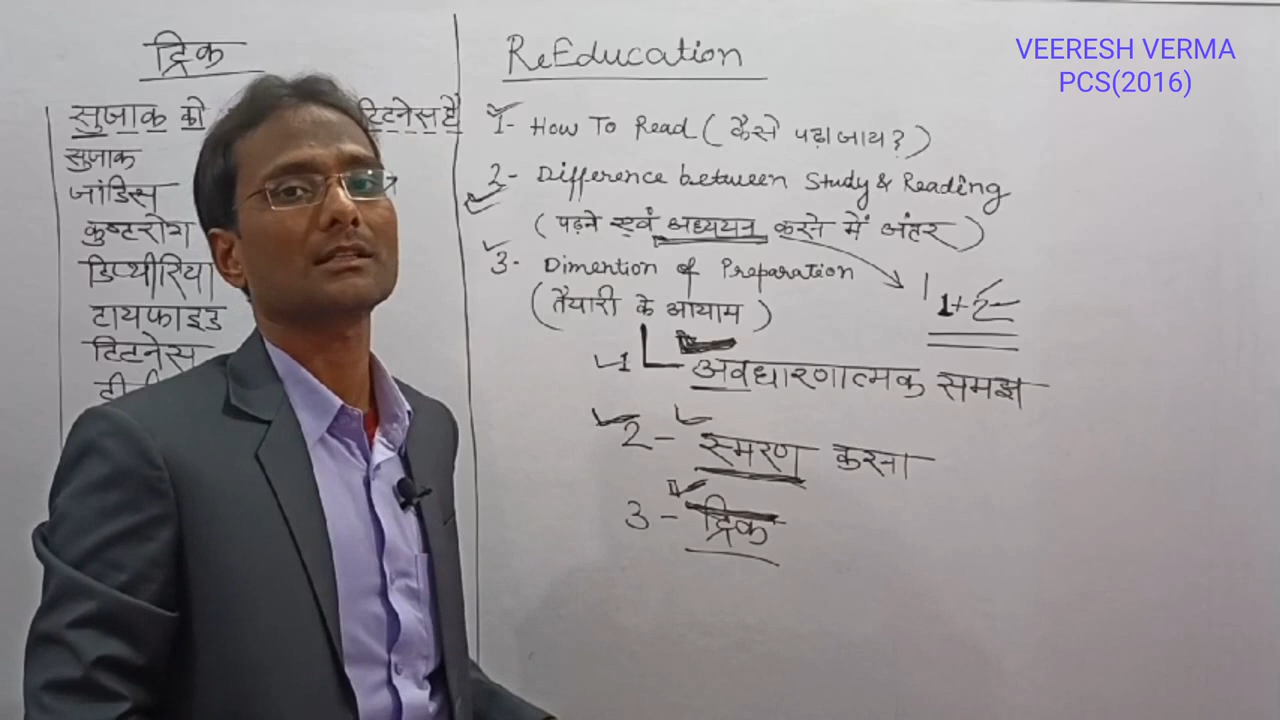 ट्रिक
सुजाक को टिटनेस है
सुजाक
जांडिस
कुष्टरोग
डिप्थीरिया
टायफाइड
टिटनेस
ReEducation
1- How To Read ( कैसे पढ़ा जाय ? )
2- Difference between Study & Reading
( पढ़ने एवं अध्ययन करने में अंतर )
3- Dimention of Preparation
( तैयारी के आयाम )
1+2
1 अवधारणात्मक समझ
2- स्मरण करना
3- ट्रिक
VEERESH VERMA
PCS(2016)